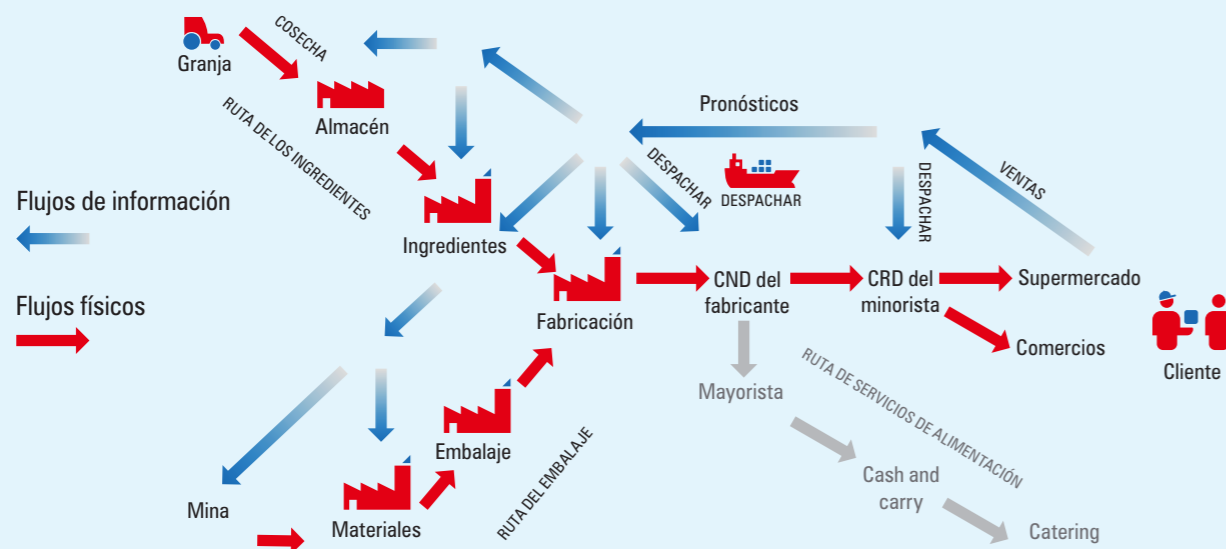 COSECHA
Granja
Almacén
RUTA DE LOS INGREDIENTES
Pronósticos
DESPACHAR
DESPACHAR
DESPACHAR
VENTAS
Flujos de información
Ingredientes
Flujos físicos
CND del
fabricante
CRD del
minorista
Supermercado
Fabricación
Comercios
Cliente
Mayorista
RUTA DE SERVICIOS DE ALIMENTACIÓN
Embalaje
RUTA DEL EMBALAJE
Cash and
carry
Mina
Materiales
Catering